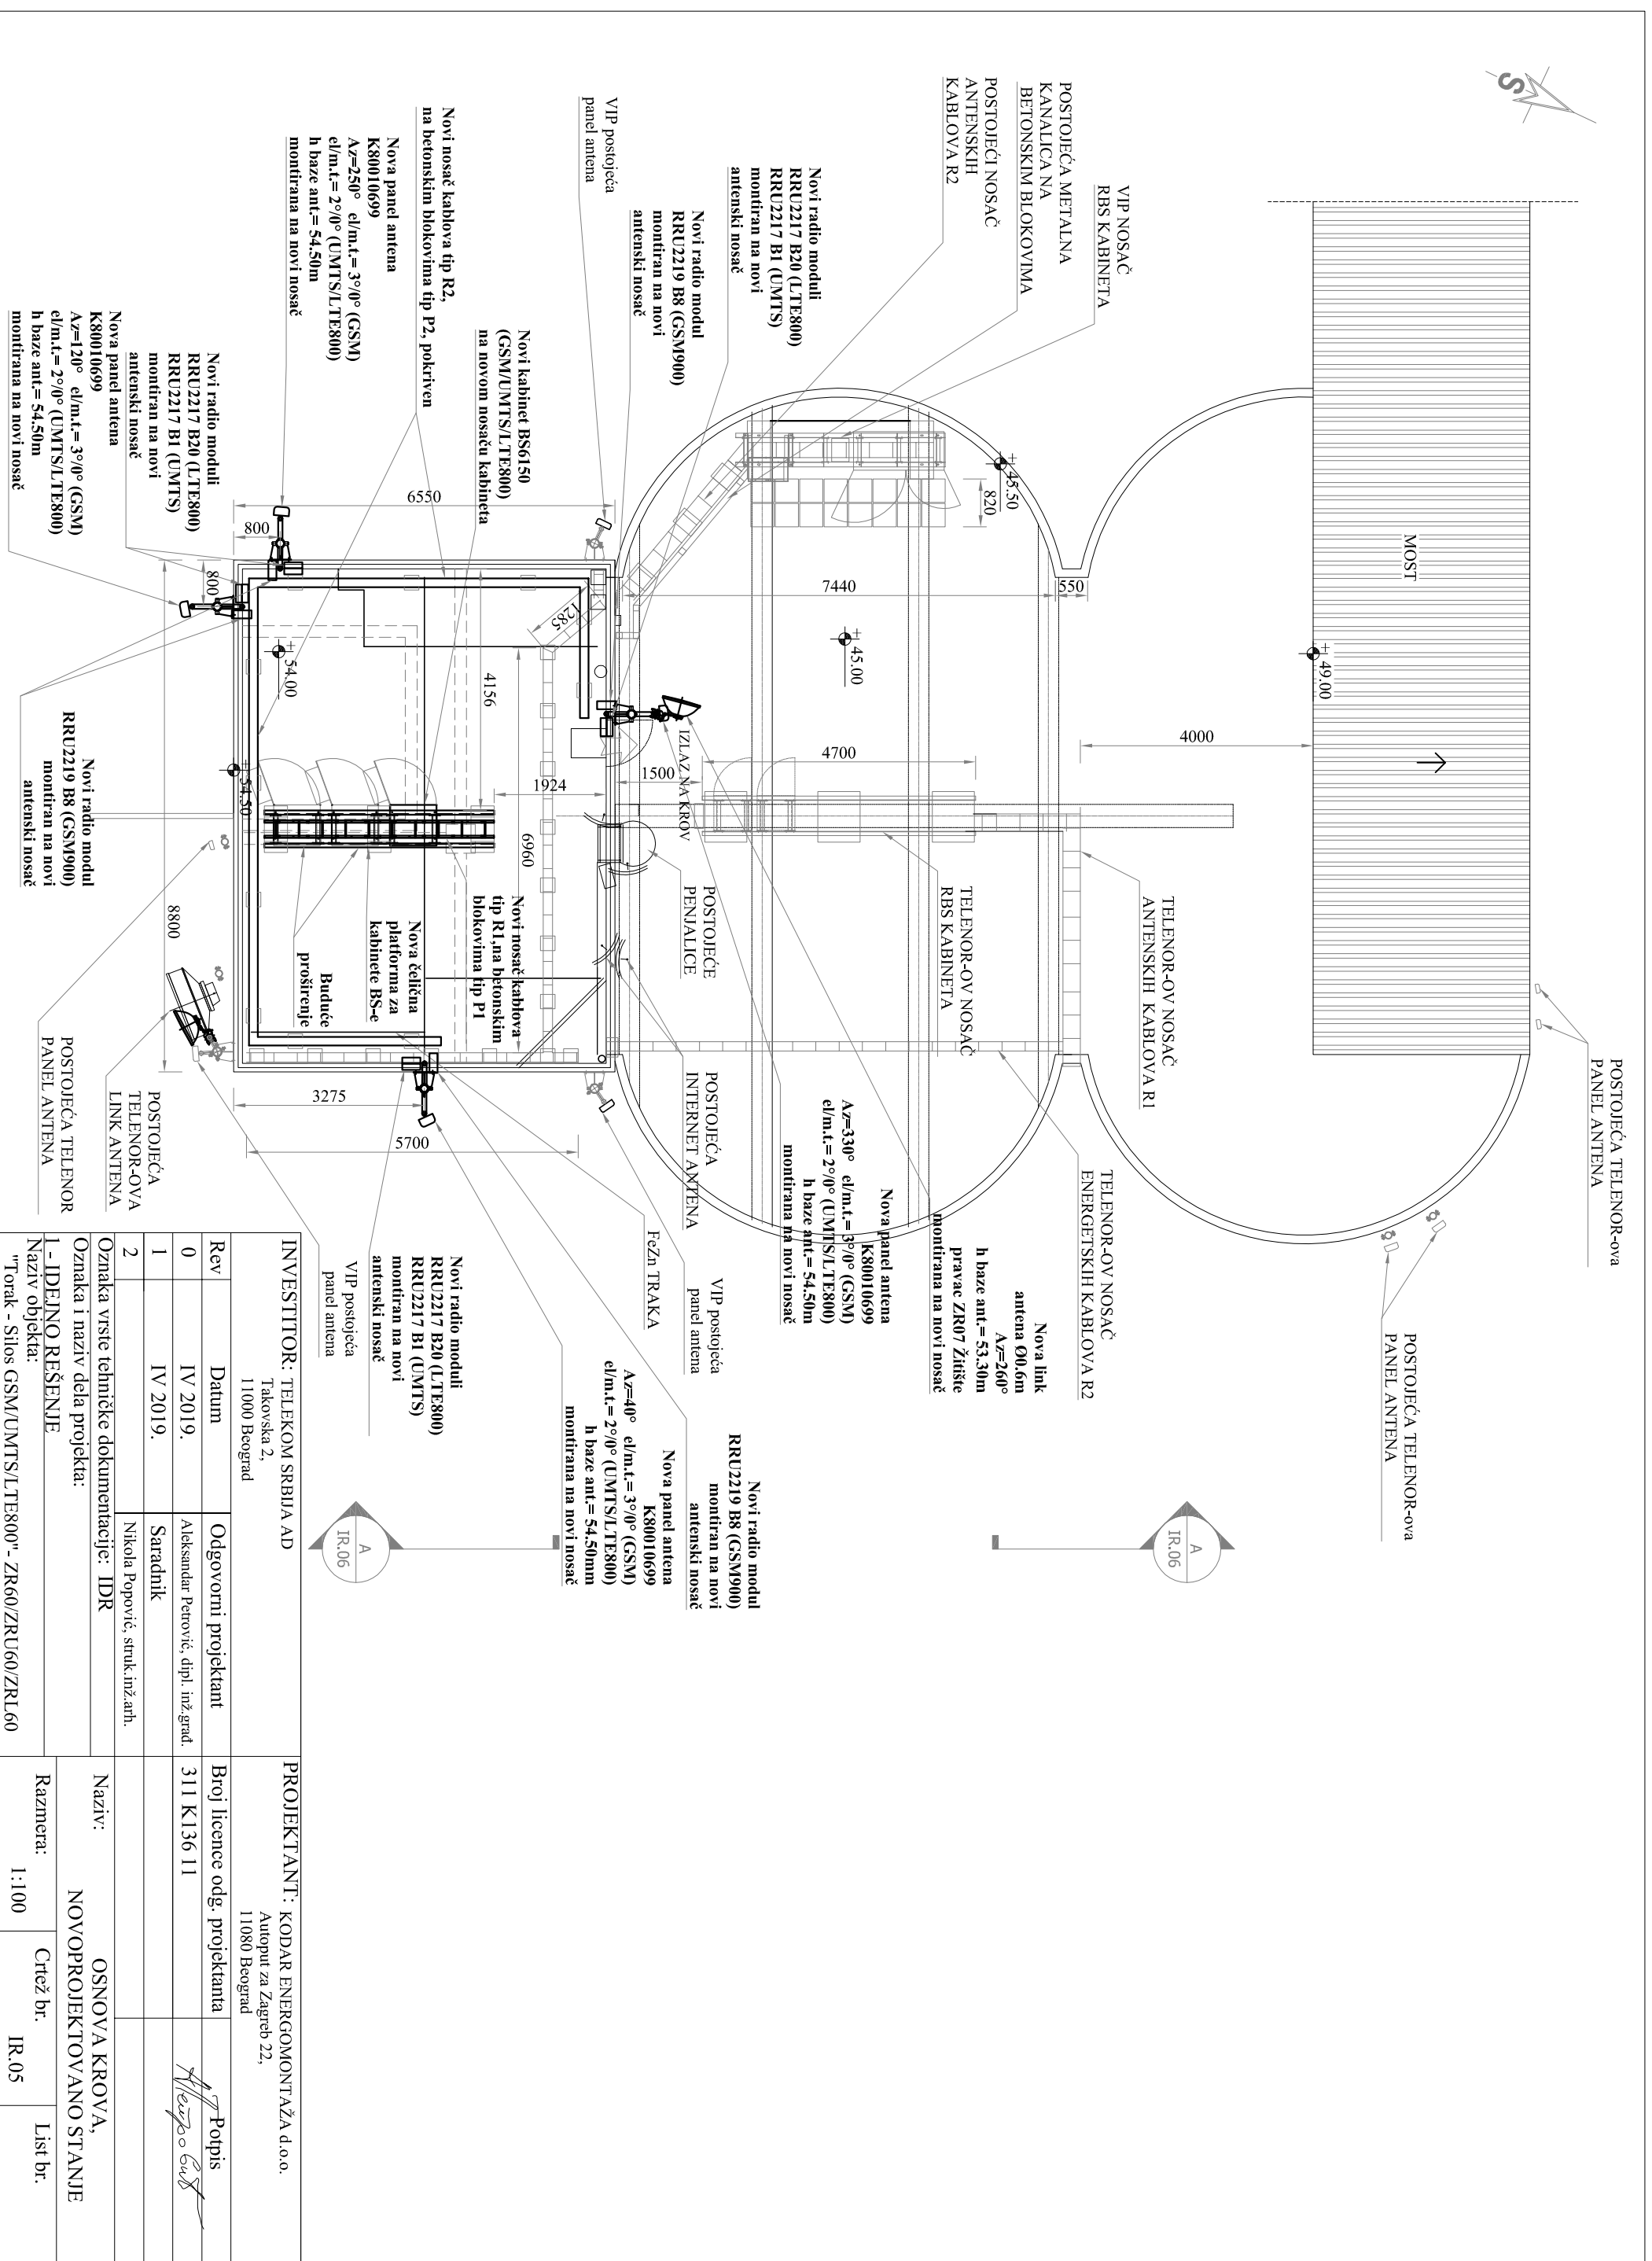 S
POSTOJEĆA TELENOR-ova
PANEL ANTENA
POSTOJEĆA TELENOR-ova
PANEL ANTENA
MOST
+
49.00
4000
VIP NOSAČ
RBS KABINETA
POSTOJEĆA METALNA
KANALICA NA
BETONSKIM BLOKOVIMA
POSTOJEĆI NOSAČ
ANTENSKIH
KABLOVA R2
+
45.50
820
550
7440
+
45.00
4700
1500
TELENOR-OV NOSAČ
ANTENSKIH KABLOVA R1
TELENOR-OV NOSAČ
RBS KABINETA
TELENOR-OV NOSAČ
ENERGETSKIH KABLOVA R2
Nova link
antena Ø0.6m
Az=260°
h baze ant.= 53.30m
pravac ZR07 Žitište
montirana na novi nosač
Novi radio moduli
RRU2217 B20 (LTE800)
RRU2217 B1 (UMTS)
montiran na novi
antenski nosač
Novi radio modul
RRU2219 B8 (GSM900)
montiran na novi
antenski nosač
VIP postojeća
panel antena
IZLAZ NA KROV
POSTOJEĆE
PENJALICE
POSTOJEĆA
INTERNET ANTENA
Nova panel antena
K80010699
Az=330° el/m.t.= 3°/0° (GSM)
el/m.t.= 2°/0° (UMTS/LTE800)
h baze ant.= 54.50m
montirana na novi nosač
VIP postojeća
panel antena
FeZn TRAKA
Novi radio modul
RRU2219 B8 (GSM900)
montiran na novi
antenski nosač
Nova panel antena
K80010699
Az=40° el/m.t.= 3°/0° (GSM)
el/m.t.= 2°/0° (UMTS/LTE800)
h baze ant.= 54.50mm
montirana na novi nosač
Novi kabinet BS6150
(GSM/UMTS/LTE800)
na novom nosaču kabineta
Novi nosač kablova tip R2,
na betonskim blokovima tip P2, pokriven
Nova panel antena
K80010699
Az=250° el/m.t.= 3°/0° (GSM)
el/m.t.= 2°/0° (UMTS/LTE800)
h baze ant.= 54.50m
montirana na novi nosač
6550
800
800
1285
4156
1924
6960
+
54.00
54.50
8800
3275
5700
Novi nosač kablova
tip R1,na betonskim
blokovima tip P1
Nova čelična
platforma za
kabinete BS-e
Buduće
proširenje
Novi radio moduli
RRU2217 B20 (LTE800)
RRU2217 B1 (UMTS)
montiran na novi
antenski nosač
Nova panel antena
K80010699
Az=120° el/m.t.= 3°/0° (GSM)
el/m.t.= 2°/0° (UMTS/LTE800)
h baze ant.= 54.50m
montirana na novi nosač
Novi radio modul
RRU2219 B8 (GSM900)
montiran na novi
antenski nosač
Novi radio moduli
RRU2217 B20 (LTE800)
RRU2217 B1 (UMTS)
montiran na novi
antenski nosač
VIP postojeća
panel antena
POSTOJEĆA
TELENOR-OVA
LINK ANTENA
POSTOJEĆA TELENOR
PANEL ANTENA
A
IR.06
A
IR.06
INVESTITOR: TELEKOM SRBIJA AD
Takovska 2,
11000 Beograd
PROJEKTANT: KODAR ENERGOMONTAŽA d.o.o.
Autoput za Zagreb 22,
11080 Beograd
Rev Datum Odgovorni projektant Broj licence odg. projektanta Potpis
0 IV 2019. Aleksandar Petrović, dipl. inž.građ. 311 K136 11
1 IV 2019. Saradnik
2 Nikola Popović, struk.inž.arh.
Oznaka vrste tehničke dokumentacije: IDR
Oznaka i naziv dela projekta:
1 - IDEJNO REŠENJE
Naziv objekta:
"Torak - Silos GSM/UMTS/LTE800"- ZR60/ZRU60/ZRL60
Naziv:
OSNOVA KROVA,
NOVOPROJEKTOVANO STANJE
Razmera:
1:100
Crtež br.
IR.05
List br.